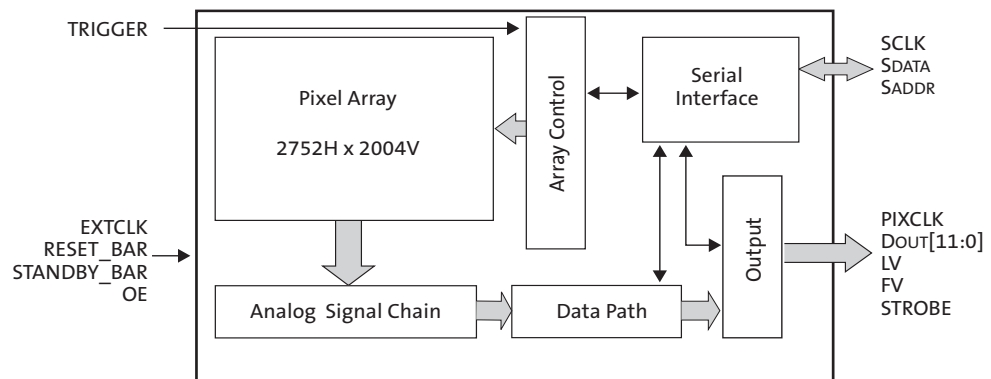 TRIGGER
Pixel Array
2752H x 2004V
Array Control
Serial
Interface
SCLK
SDATA
SADDR
EXTCLK
RESET_BAR
STANDBY_BAR
OE
Analog Signal Chain
Data Path
Output
PIXCLK
DOUT[11:0]
LV
FV
STROBE